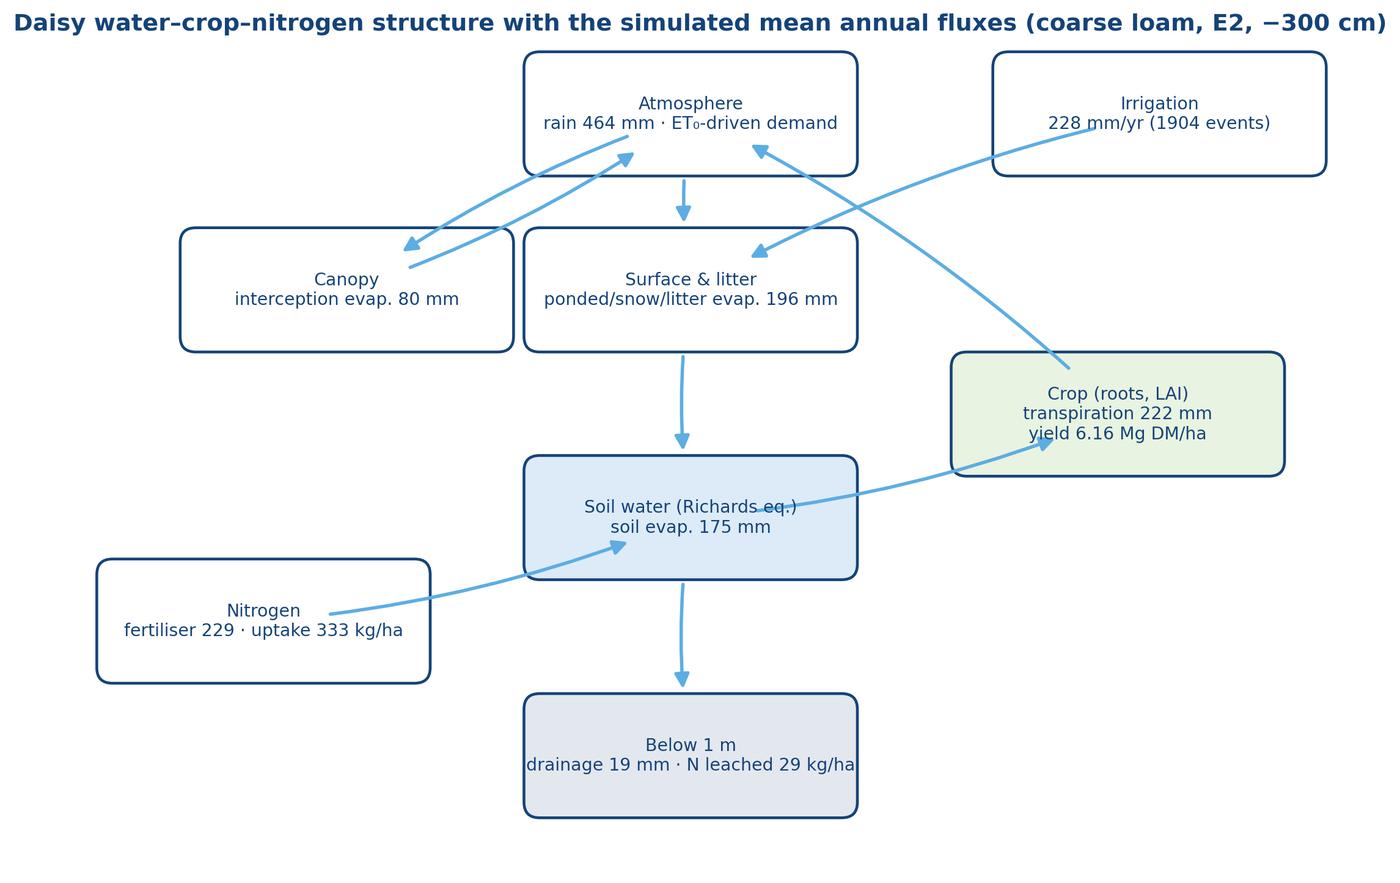 Daisy water–crop–nitrogen structure with the simulated mean annual fluxes (coarse loam, E2, −300 cm)
Atmosphere
rain 464 mm · ET₀-driven demand
Irrigation
228 mm/yr (1904 events)
Canopy
interception evap. 80 mm
Surface & litter
ponded/snow/litter evap. 196 mm
Crop (roots, LAI)
transpiration 222 mm
yield 6.16 Mg DM/ha
Soil water (Richards eq.)
soil evap. 175 mm
Nitrogen
fertiliser 229 · uptake 333 kg/ha
Below 1 m
drainage 19 mm · N leached 29 kg/ha